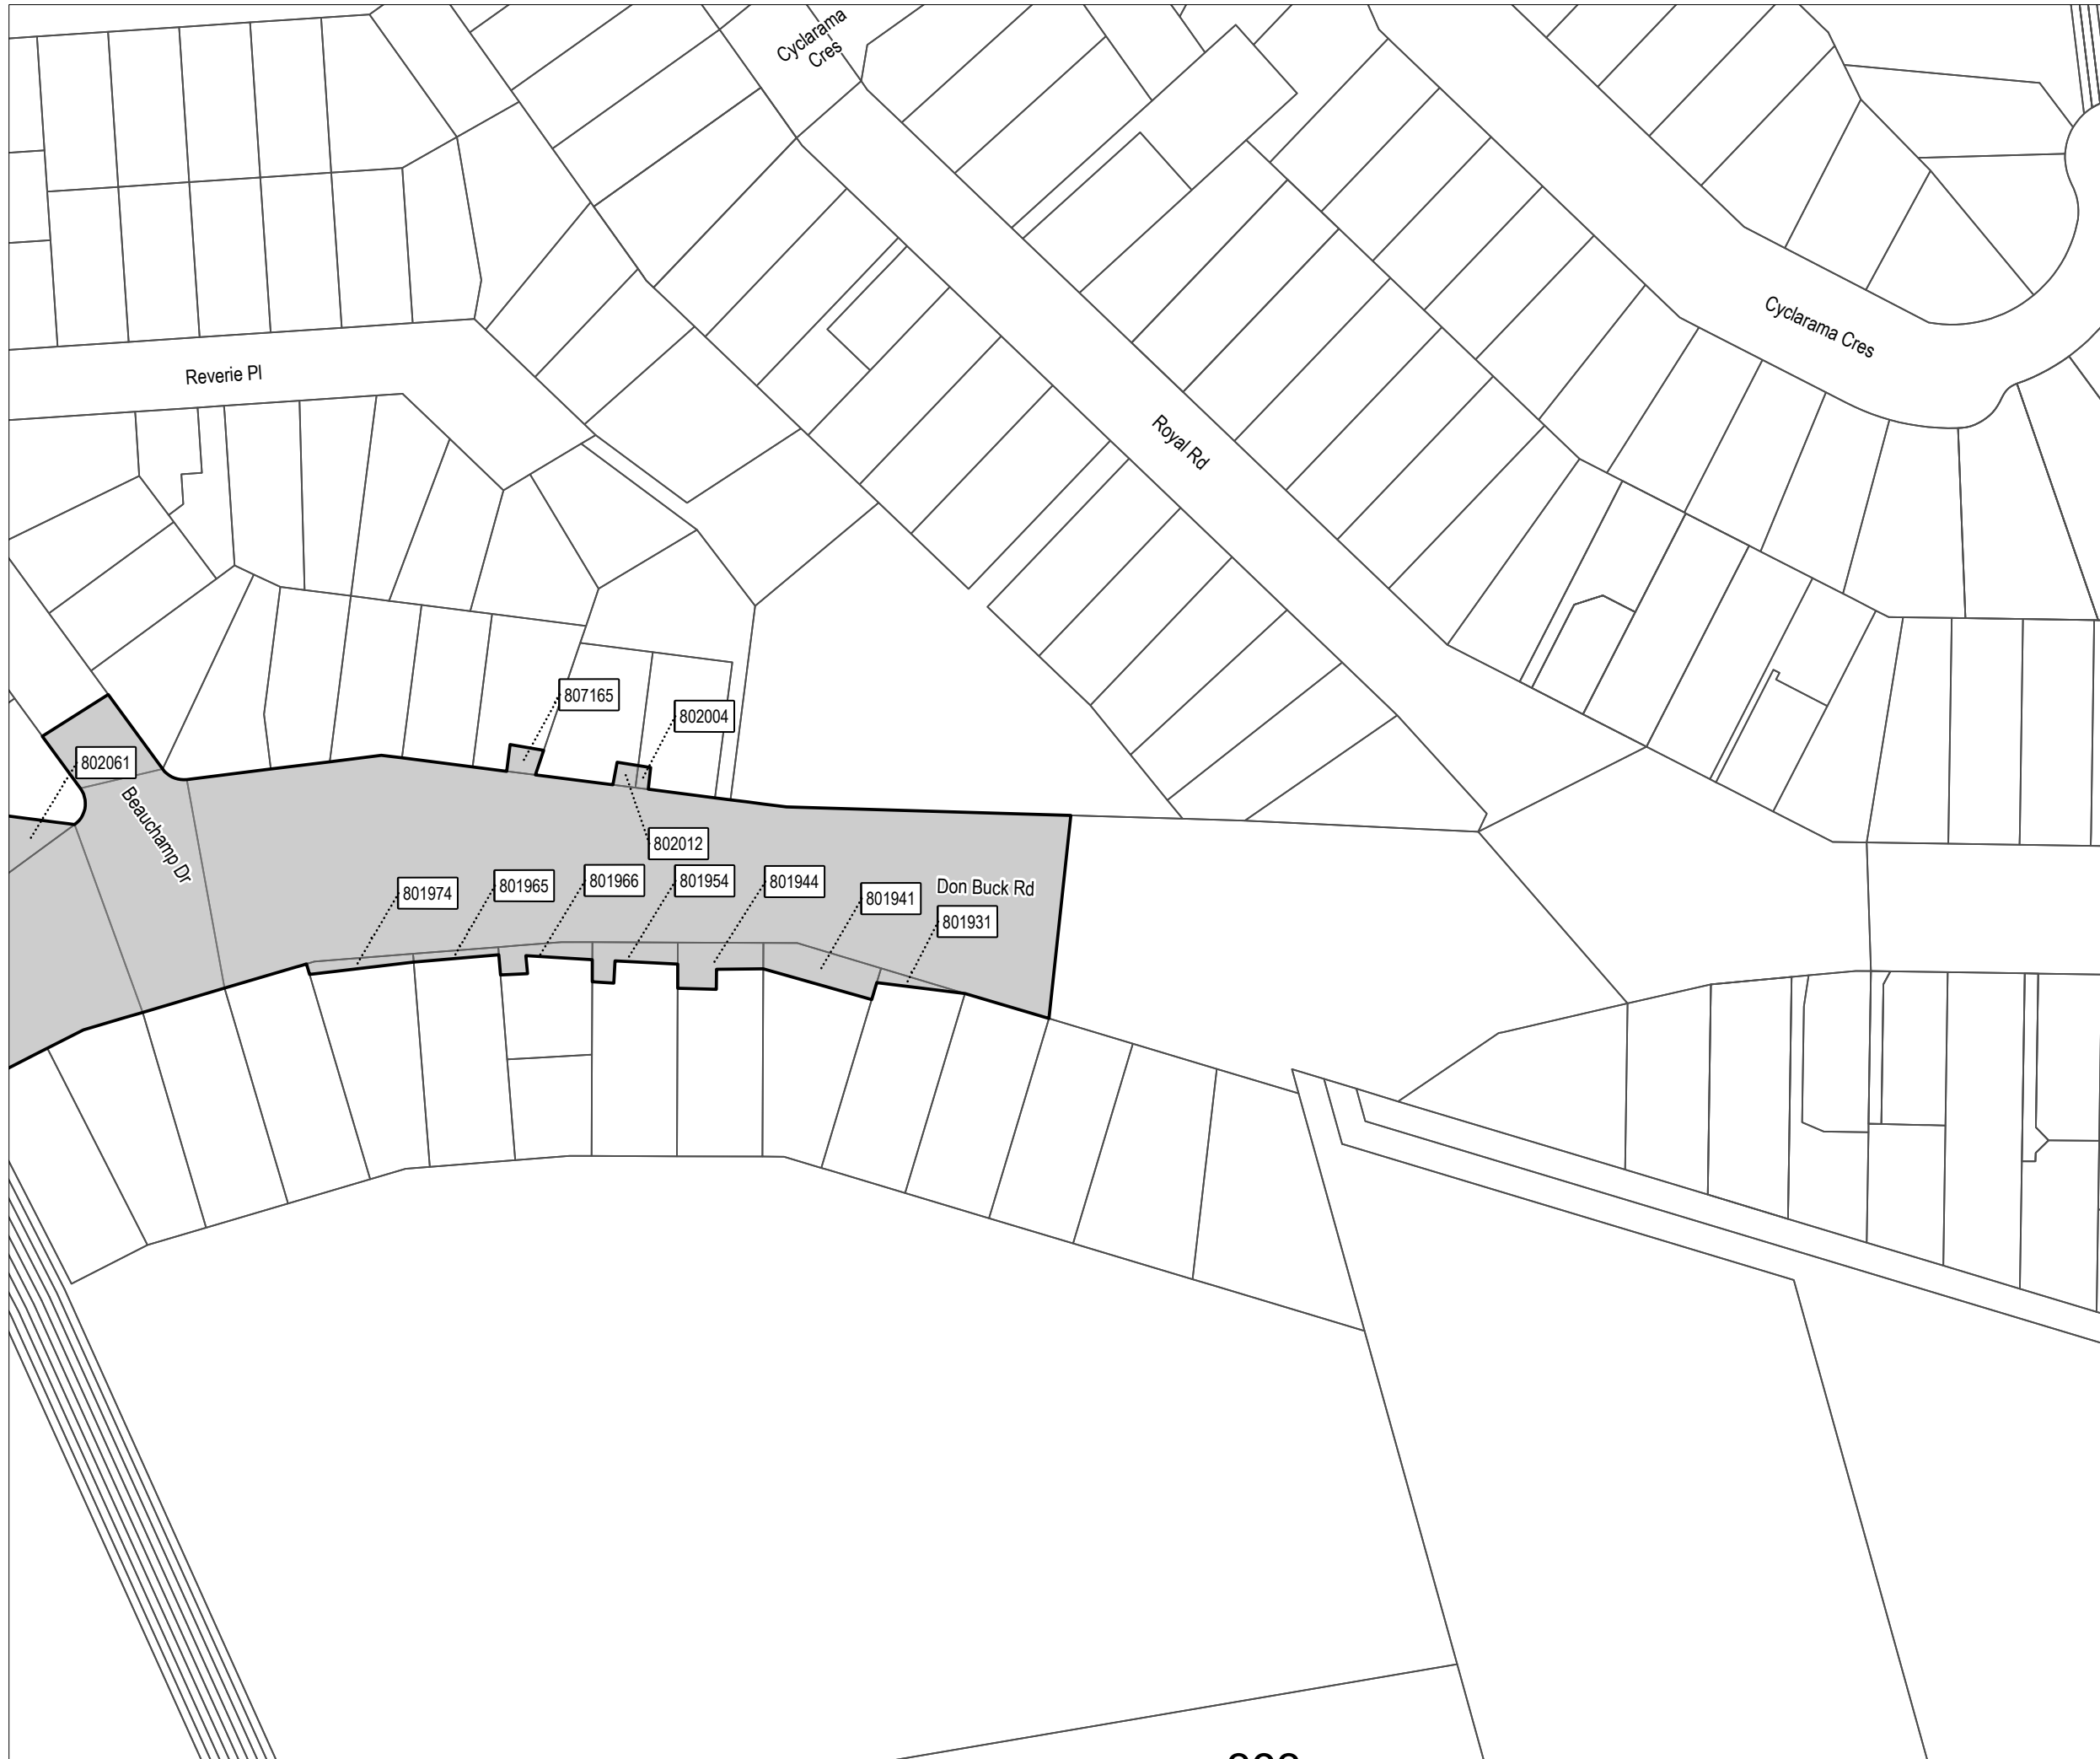 Cyclarama
Cres
Cyclarama Cres
Reverie Pl
Royal Rd
807165
802004
802061
Beauchamp Dr
802012
801974
801965
801966
801954
801944
801941
Don Buck Rd
801931